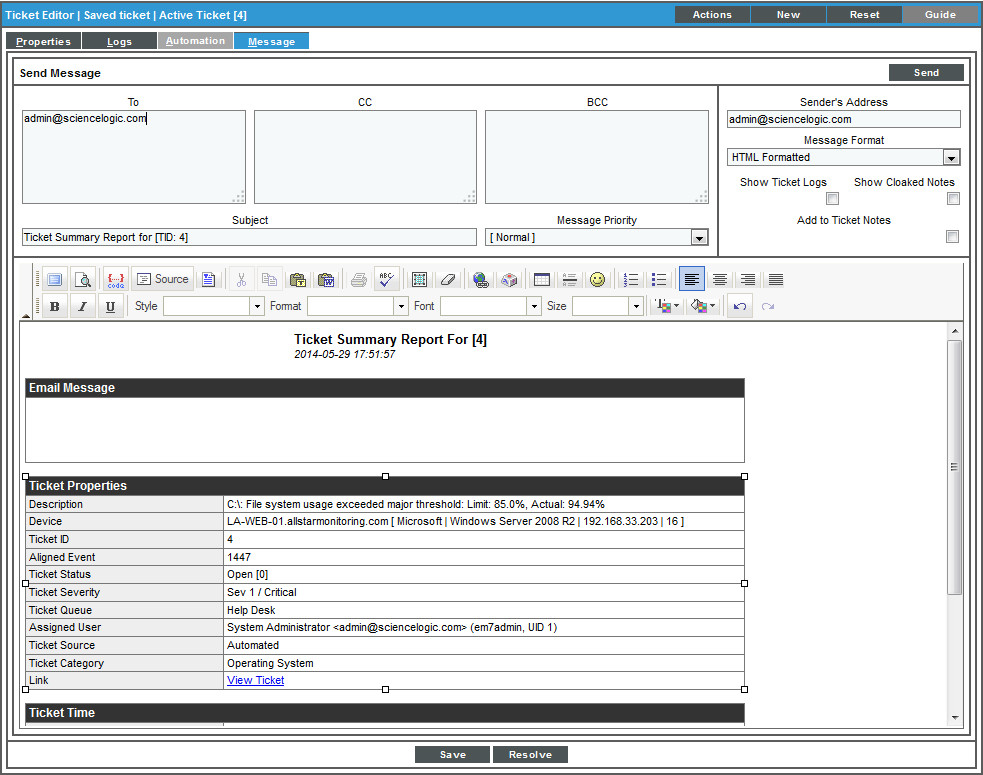 Ticket Editor | Saved ticket | Active Ticket [4] Actions New Reset Guide
Properties Logs Automation Message
Send Message Send
To CC BCC Sender's Address
admin@sciencelogic.com admin@sciencelogic.com
Message Format
HTML Formatted
Show Ticket Logs Show Cloaked Notes
Subject Message Priority Add to Ticket Notes
Ticket Summary Report for [TID: 4] [ Normal ]
{...} code Source ABC
B I U Style Format Font Size
Ticket Summary Report For [4]
2014-05-29 17:51:57
Email Message
Ticket Properties
Description C:\: File system usage exceeded major threshold: Limit: 85.0%, Actual: 94.94%
Device LA-WEB-01.allstarmonitoring.com [ Microsoft | Windows Server 2008 R2 | 192.168.33.203 | 16 ]
Ticket ID 4
Aligned Event 1447
Ticket Status Open [0]
Ticket Severity Sev 1 / Critical
Ticket Queue Help Desk
Assigned User System Administrator <admin@sciencelogic.com> (em7admin, UID 1)
Ticket Source Automated
Ticket Category Operating System
Link View Ticket
Ticket Time
Save Resolve